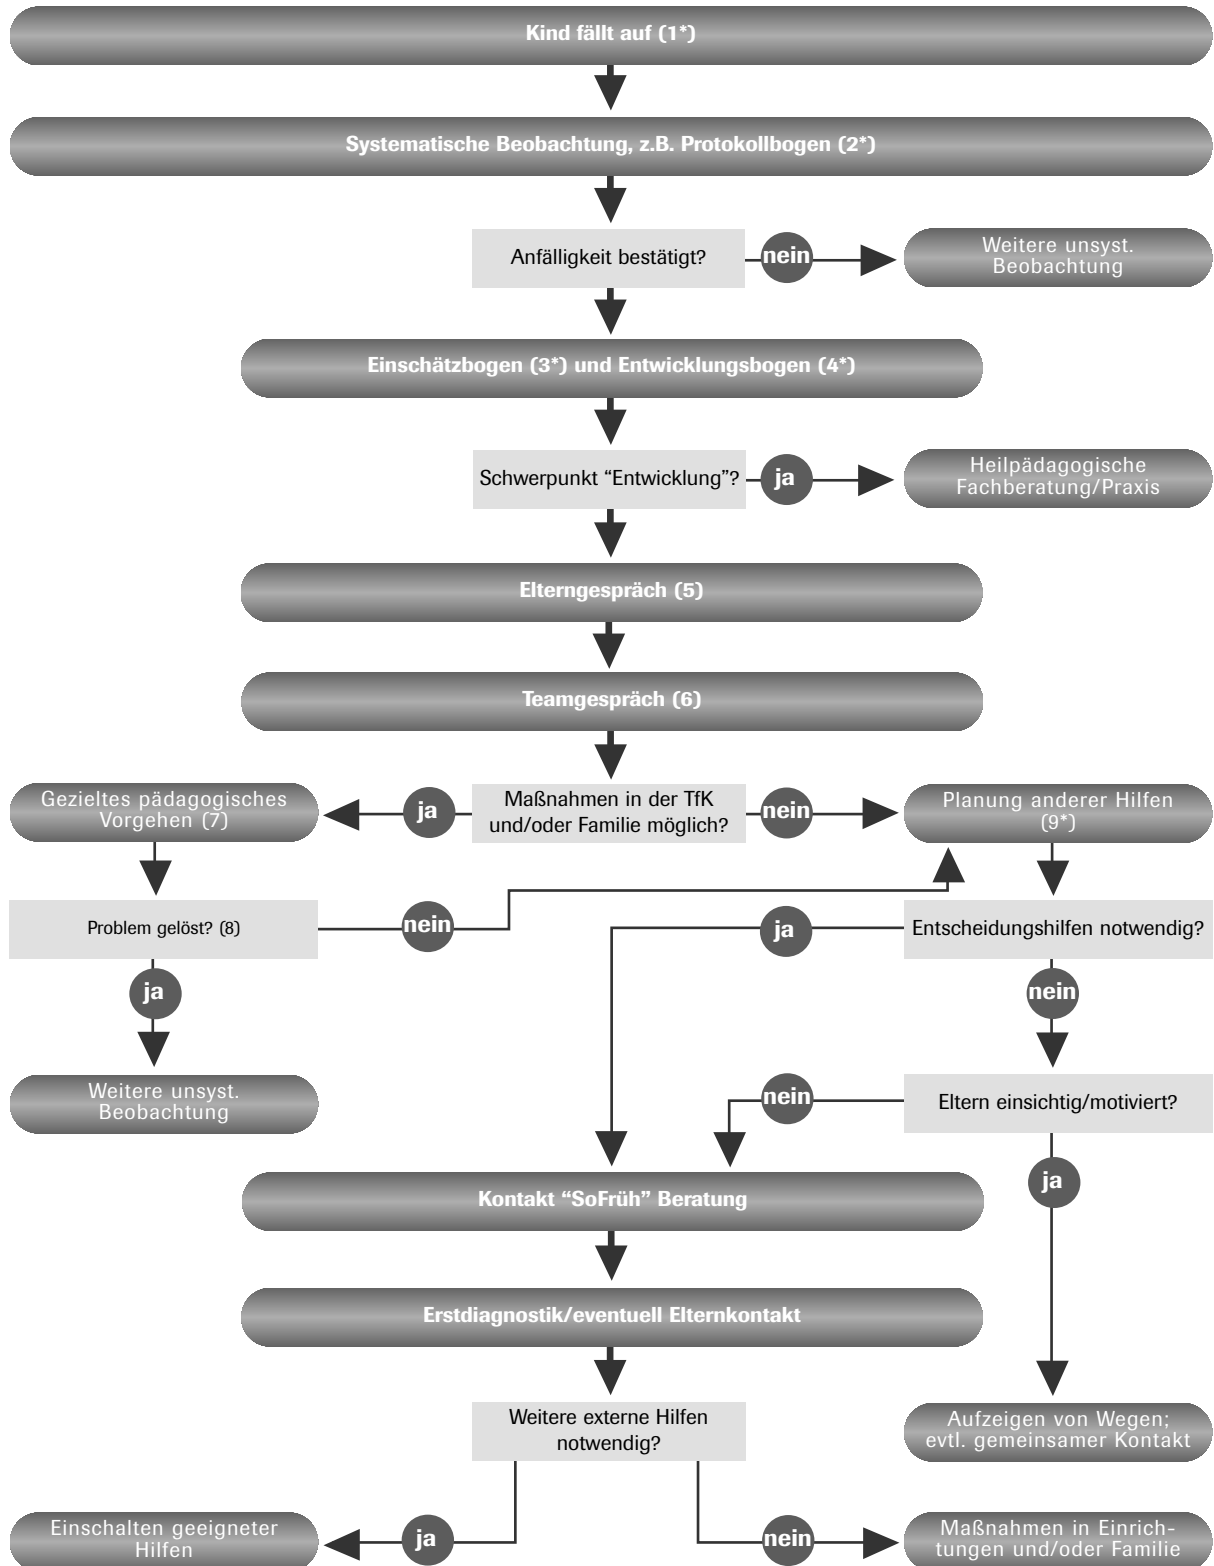 Kind fällt auf (1*)
Systematische Beobachtung, z.B. Protokollbogen (2*)
Anfälligkeit bestätigt?
nein
Weitere unsyst.
Beobachtung
Einschätzbogen (3*) und Entwicklungsbogen (4*)
Schwerpunkt “Entwicklung”?
ja
Heilpädagogische
Fachberatung/Praxis
Elterngespräch (5)
Teamgespräch (6)
Gezieltes pädagogisches
Vorgehen (7)
ja
Maßnahmen in der TfK
und/oder Familie möglich?
nein
Planung anderer Hilfen
(9*)
Problem gelöst? (8)
nein
ja
Entscheidungshilfen notwendig?
ja
nein
Weitere unsyst.
Beobachtung
nein
Eltern einsichtig/motiviert?
ja
Kontakt “SoFrüh” Beratung
Erstdiagnostik/eventuell Elternkontakt
Weitere externe Hilfen
notwendig?
Aufzeigen von Wegen;
evtl. gemeinsamer Kontakt
Einschalten geeigneter
Hilfen
ja
nein
Maßnahmen in Einrich-
tungen und/oder Familie